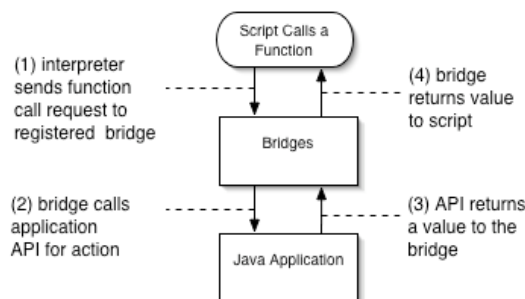 Script Calls a
Function
(1) interpreter
sends function
call request to
registered bridge
(4) bridge
returns value
to script
Bridges
(2) bridge calls
application
API for action
(3) API returns
a value to the
bridge
Java Application